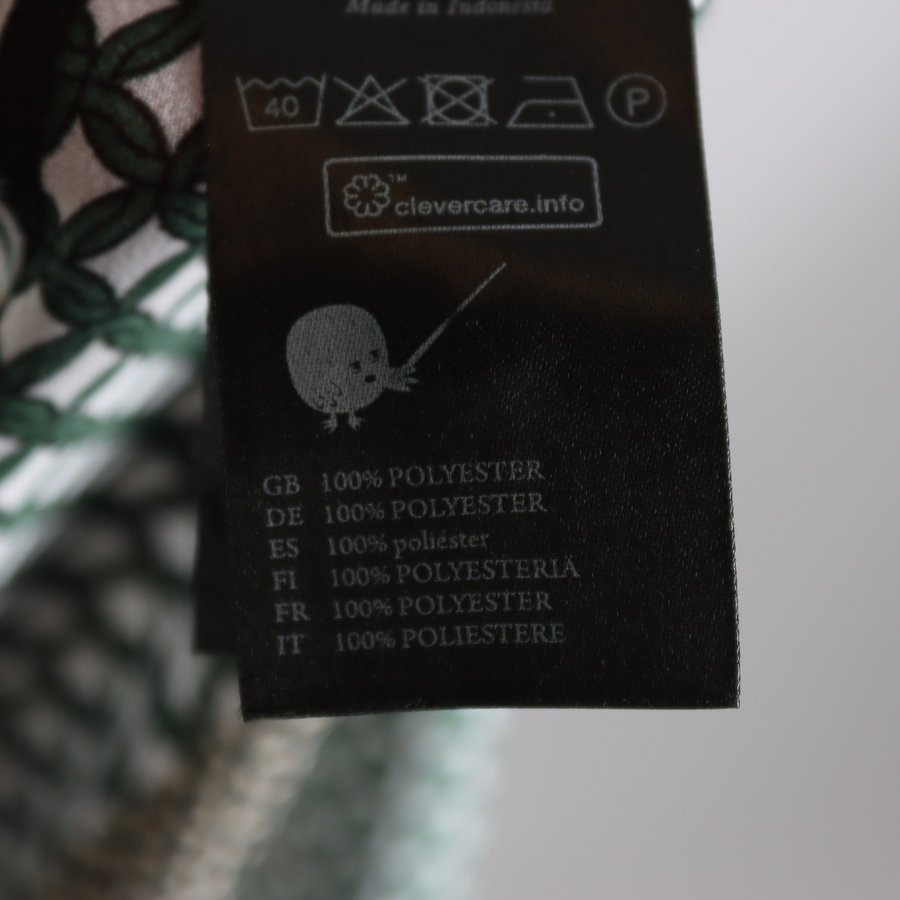 Made in Indonesia
40
P
™
clevercare.info
GB 100% POLYESTER
DE 100% POLYESTER
ES 100% poliéster
FI 100% POLYESTERIÄ
FR 100% POLYESTER
IT 100% POLIESTERE